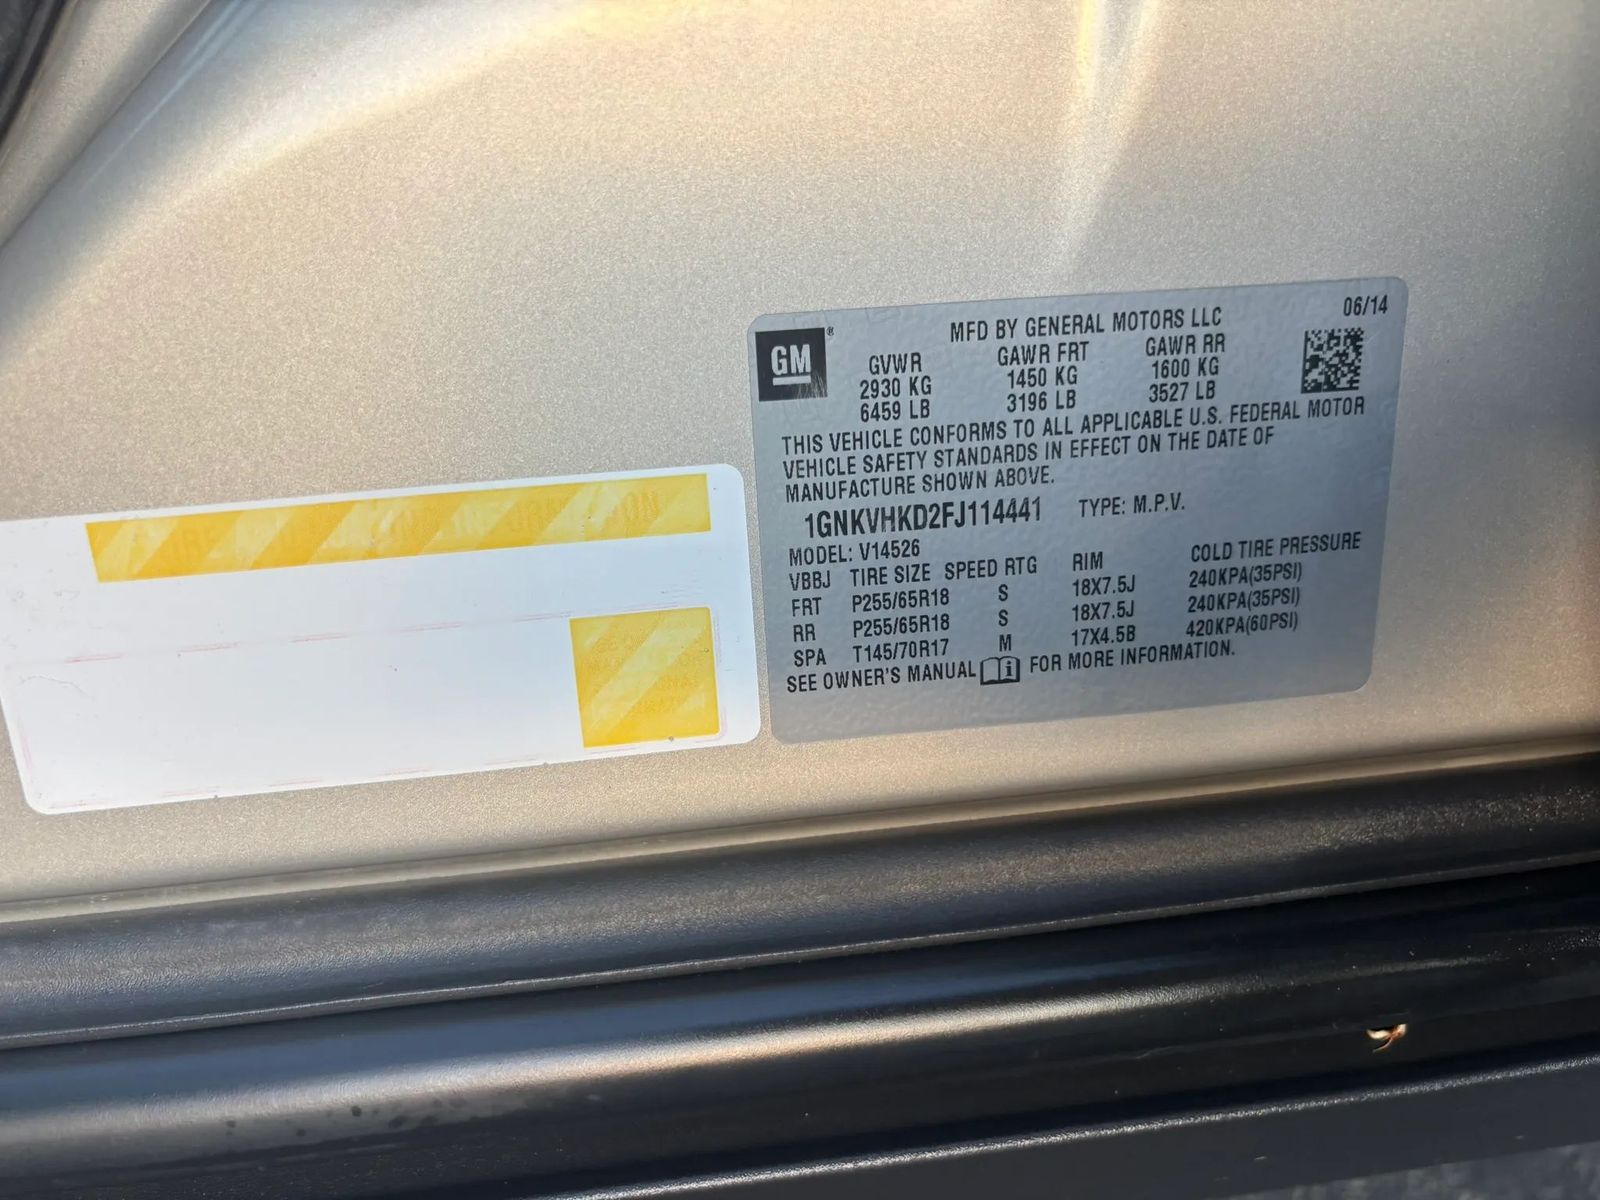 06/14
GM®
MFD BY GENERAL MOTORS LLC
GVWR GAWR FRT GAWR RR
2930 KG 1450 KG 1600 KG
6459 LB 3196 LB 3527 LB
THIS VEHICLE CONFORMS TO ALL APPLICABLE U.S. FEDERAL MOTOR
VEHICLE SAFETY STANDARDS IN EFFECT ON THE DATE OF
MANUFACTURE SHOWN ABOVE.
1GNKVHKD2FJ114441 TYPE: M.P.V.
MODEL: V14526
VBBJ TIRE SIZE SPEED RTG RIM COLD TIRE PRESSURE
FRT P255/65R18 S 18X7.5J 240KPA(35PSI)
RR P255/65R18 S 18X7.5J 240KPA(35PSI)
SPA T145/70R17 M 17X4.5B 420KPA(60PSI)
SEE OWNER'S MANUAL FOR MORE INFORMATION.